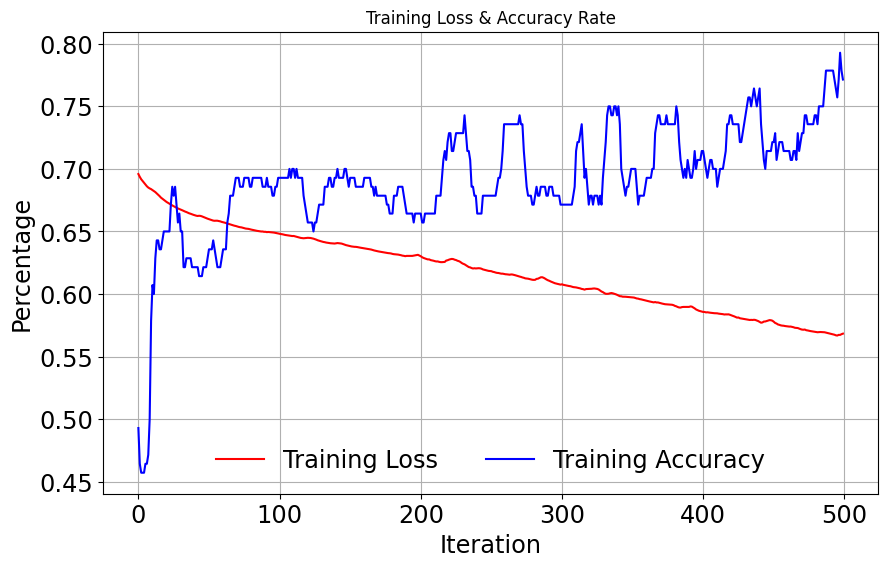 Training Loss & Accuracy Rate
0.80
0.75
0.70
0.65
0.60
0.55
0.50
0.45
Percentage
Training Loss
Training Accuracy
0 100 200 300 400 500
Iteration